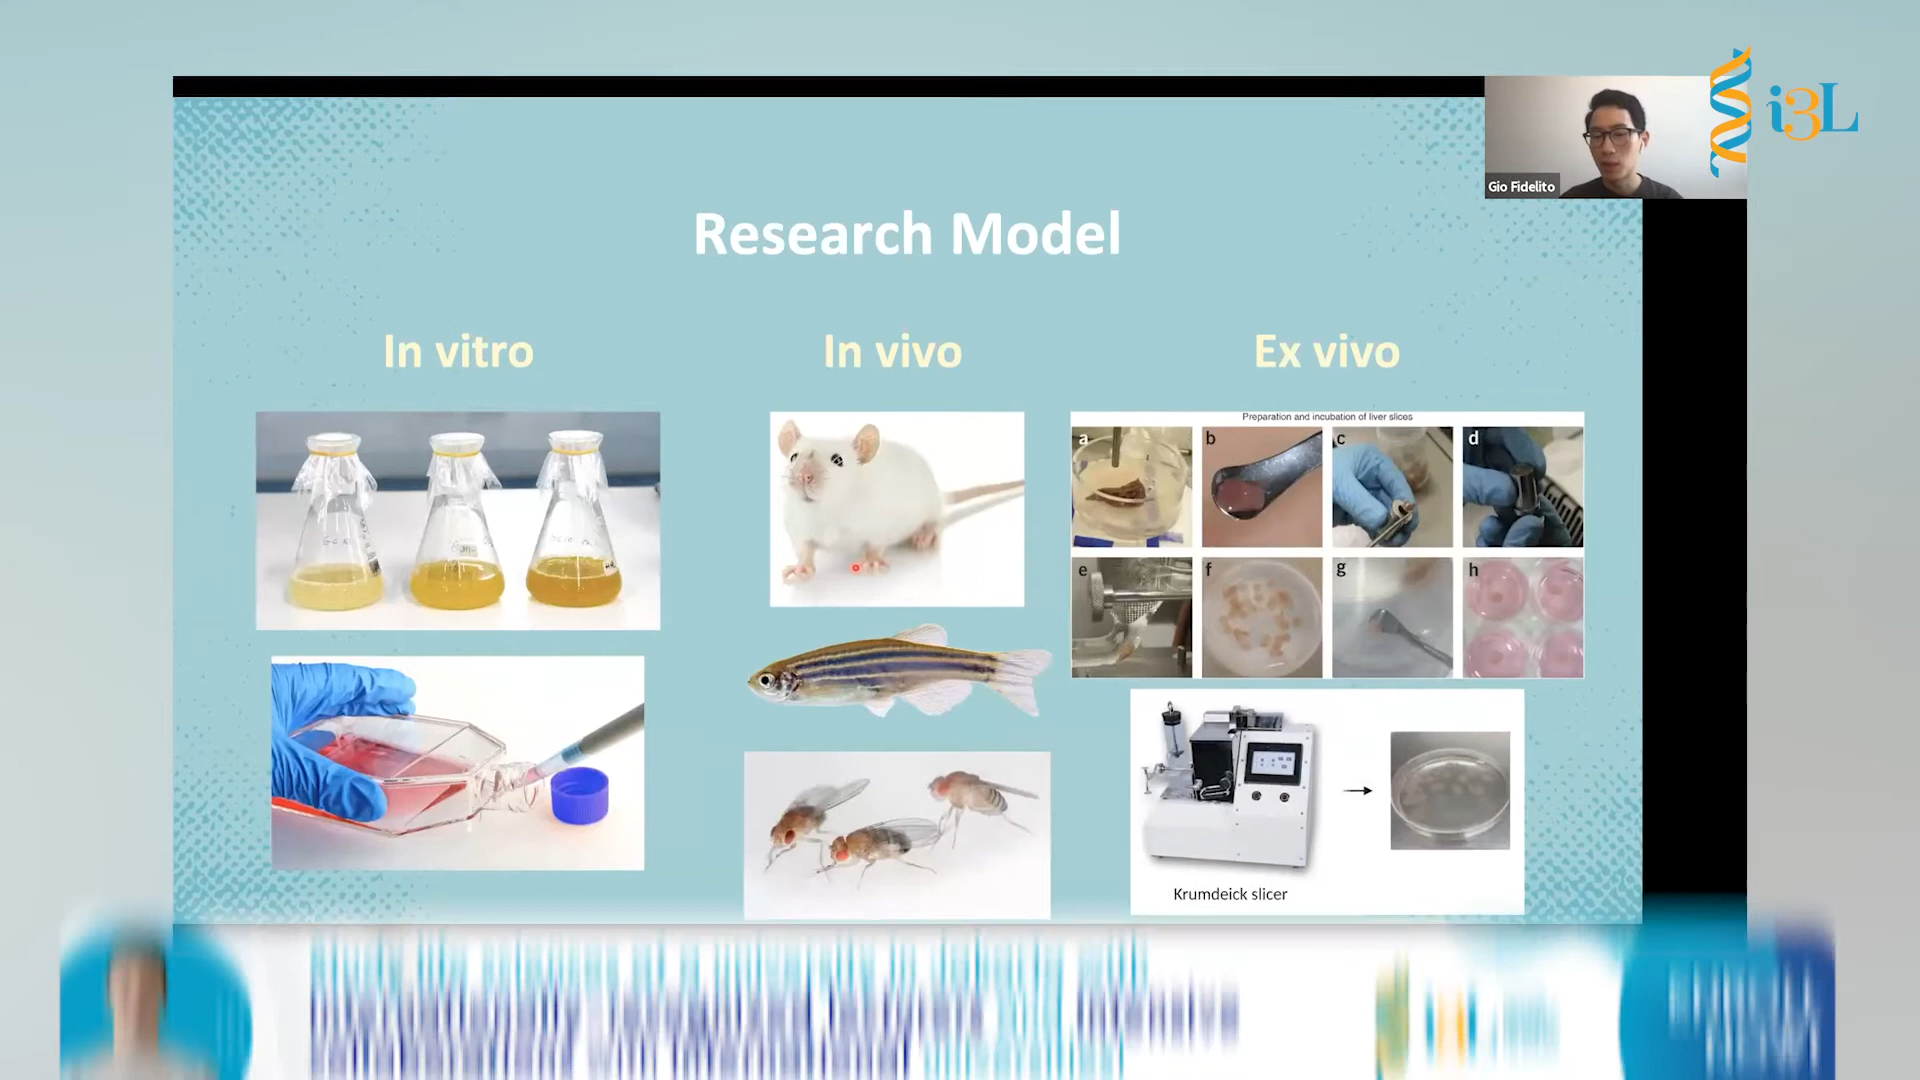 i3L
Gio Fidelito
Research Model
In vitro
In vivo
Ex vivo
Preparation and incubation of liver slices
a
b
c
d
e
f
g
h
Krumdeick slicer